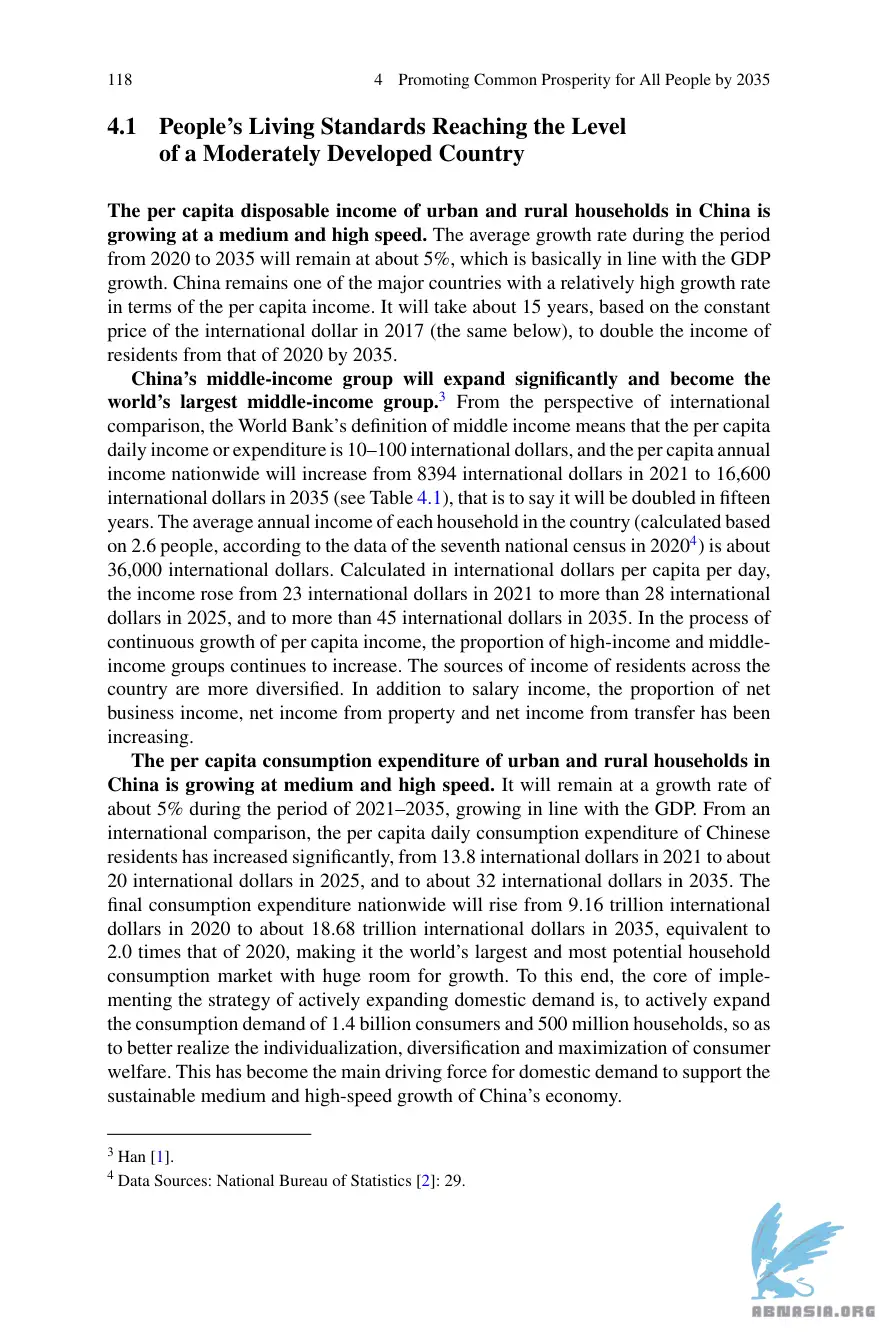 118
4 Promoting Common Prosperity for All People by 2035
4.1 People’s Living Standards Reaching the Level
of a Moderately Developed Country
The per capita disposable income of urban and rural households in China is
growing at a medium and high speed. The average growth rate during the period
from 2020 to 2035 will remain at about 5%, which is basically in line with the GDP
growth. China remains one of the major countries with a relatively high growth rate
in terms of the per capita income. It will take about 15 years, based on the constant
price of the international dollar in 2017 (the same below), to double the income of
residents from that of 2020 by 2035.
China’s middle-income group will expand significantly and become the
world’s largest middle-income group.3 From the perspective of international
comparison, the World Bank’s definition of middle income means that the per capita
daily income or expenditure is 10–100 international dollars, and the per capita annual
income nationwide will increase from 8394 international dollars in 2021 to 16,600
international dollars in 2035 (see Table 4.1), that is to say it will be doubled in fifteen
years. The average annual income of each household in the country (calculated based
on 2.6 people, according to the data of the seventh national census in 20204) is about
36,000 international dollars. Calculated in international dollars per capita per day,
the income rose from 23 international dollars in 2021 to more than 28 international
dollars in 2025, and to more than 45 international dollars in 2035. In the process of
continuous growth of per capita income, the proportion of high-income and middle-
income groups continues to increase. The sources of income of residents across the
country are more diversified. In addition to salary income, the proportion of net
business income, net income from property and net income from transfer has been
increasing.
The per capita consumption expenditure of urban and rural households in
China is growing at medium and high speed. It will remain at a growth rate of
about 5% during the period of 2021–2035, growing in line with the GDP. From an
international comparison, the per capita daily consumption expenditure of Chinese
residents has increased significantly, from 13.8 international dollars in 2021 to about
20 international dollars in 2025, and to about 32 international dollars in 2035. The
final consumption expenditure nationwide will rise from 9.16 trillion international
dollars in 2020 to about 18.68 trillion international dollars in 2035, equivalent to
2.0 times that of 2020, making it the world’s largest and most potential household
consumption market with huge room for growth. To this end, the core of imple-
menting the strategy of actively expanding domestic demand is, to actively expand
the consumption demand of 1.4 billion consumers and 500 million households, so as
to better realize the individualization, diversification and maximization of consumer
welfare. This has become the main driving force for domestic demand to support the
sustainable medium and high-speed growth of China’s economy.
3 Han [1].
4 Data Sources: National Bureau of Statistics [2]: 29.
ABNASIA.ORG